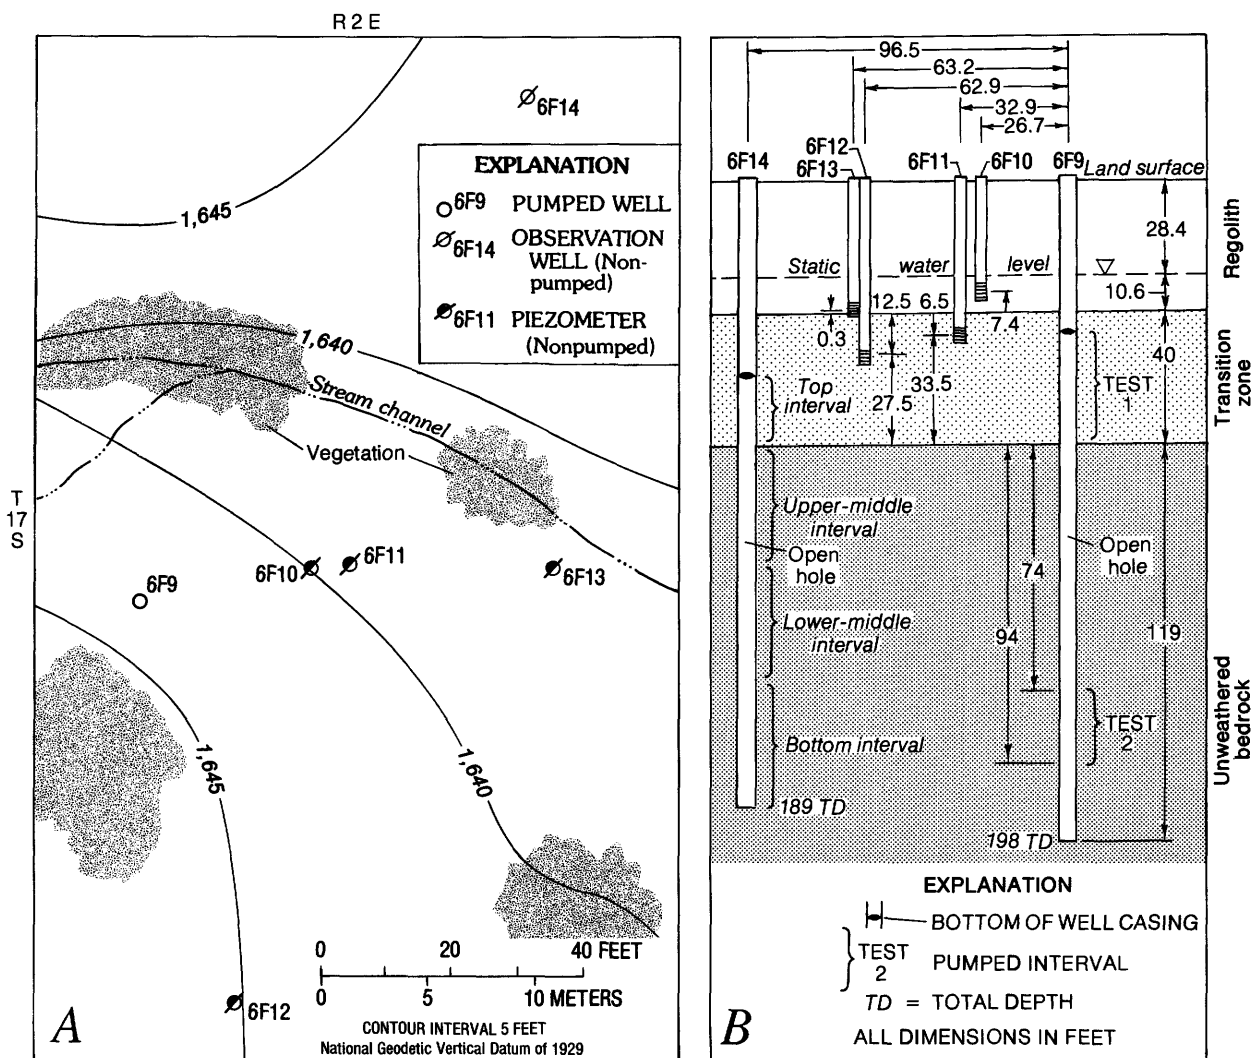 R 2 E
6F14
EXPLANATION
6F9 PUMPED WELL
6F14 OBSERVATION
WELL (Non-
pumped)
6F11 PIEZOMETER
(Nonpumped)
1,645
1,640
Stream channel
Vegetation
T
17
S
6F10
6F11
6F13
6F9
1,645
1,640
6F12
0 20 40 FEET
0 5 10 METERS
CONTOUR INTERVAL 5 FEET
National Geodetic Vertical Datum of 1929
A
96.5
63.2
62.9
32.9
26.7
6F14
6F12
6F13
6F11
6F10
6F9
Land surface
28.4
Regolith
Static water level
10.6
12.5
6.5
7.4
0.3
40
Transition
zone
TEST
1
33.5
27.5
Top
interval
Upper-middle
interval
Open
hole
Open
hole
74
Lower-middle
interval
94
119
Unweathered
bedrock
TEST
2
Bottom interval
189 TD
198 TD
EXPLANATION
BOTTOM OF WELL CASING
TEST
2
PUMPED INTERVAL
TD = TOTAL DEPTH
ALL DIMENSIONS IN FEET
B